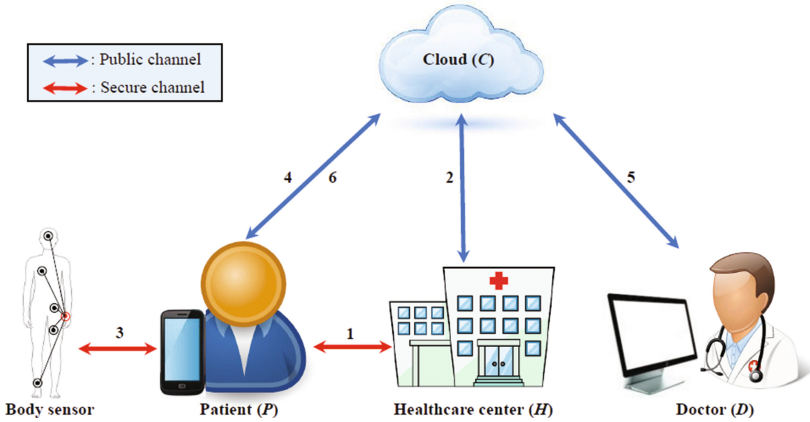 Cloud (C)
: Public channel
: Secure channel
4
6
2
5
3
1
Body sensor
Patient (P)
Healthcare center (H)
Doctor (D)